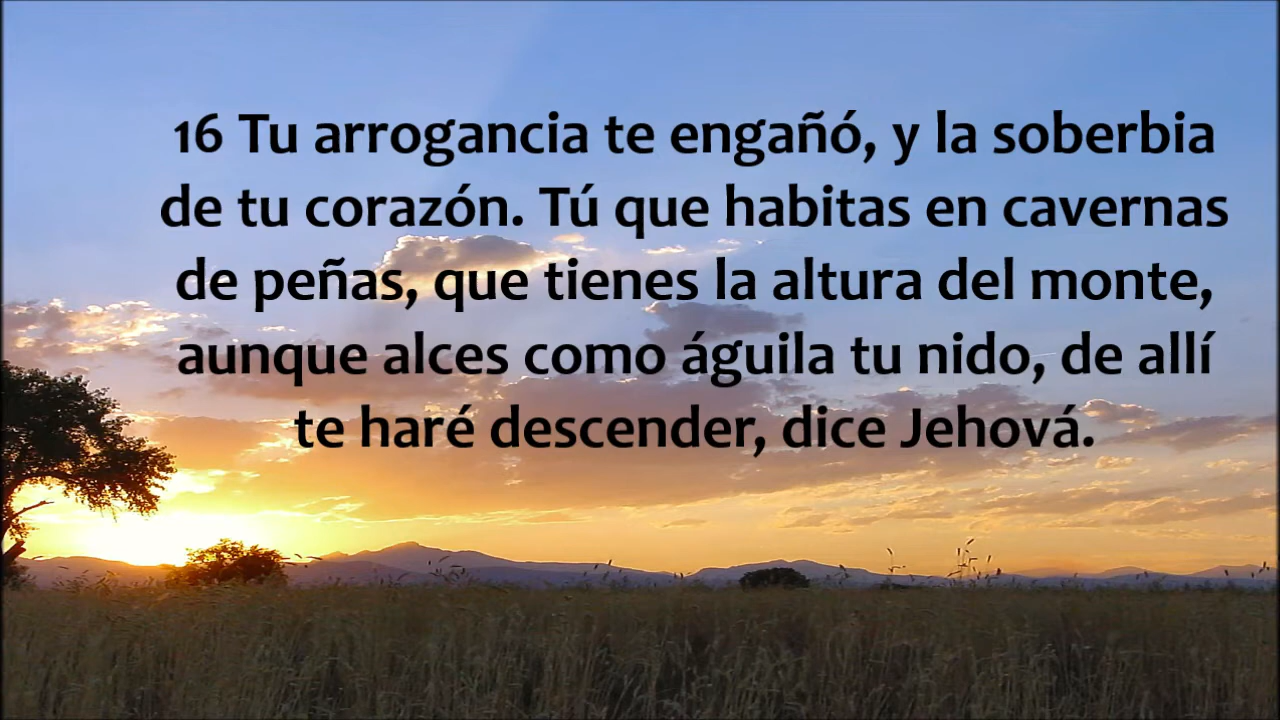 16 Tu arrogancia te engañó, y la soberbia
de tu corazón. Tú que habitas en cavernas
de peñas, que tienes la altura del monte,
aunque alces como águila tu nido, de allí
te haré descender, dice Jehová.